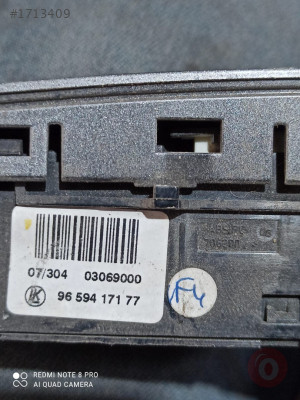 #1713409
07/304 03069000
K
96 594 171 77
F4
REDMI NOTE 8 PRO
AI QUAD CAMERA